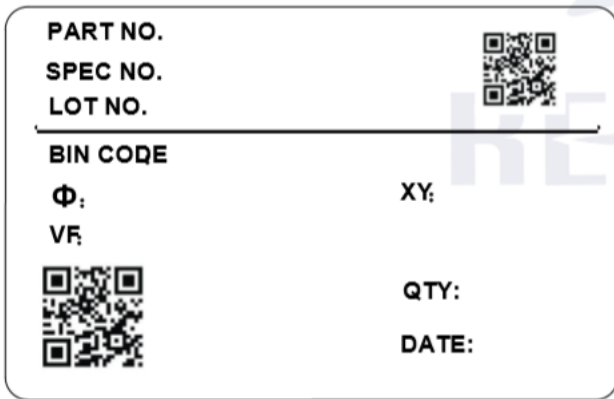 PART NO.
SPEC NO.
LOT NO.
BIN CODE
Φ:
XY:
VF:
QTY:
DATE: